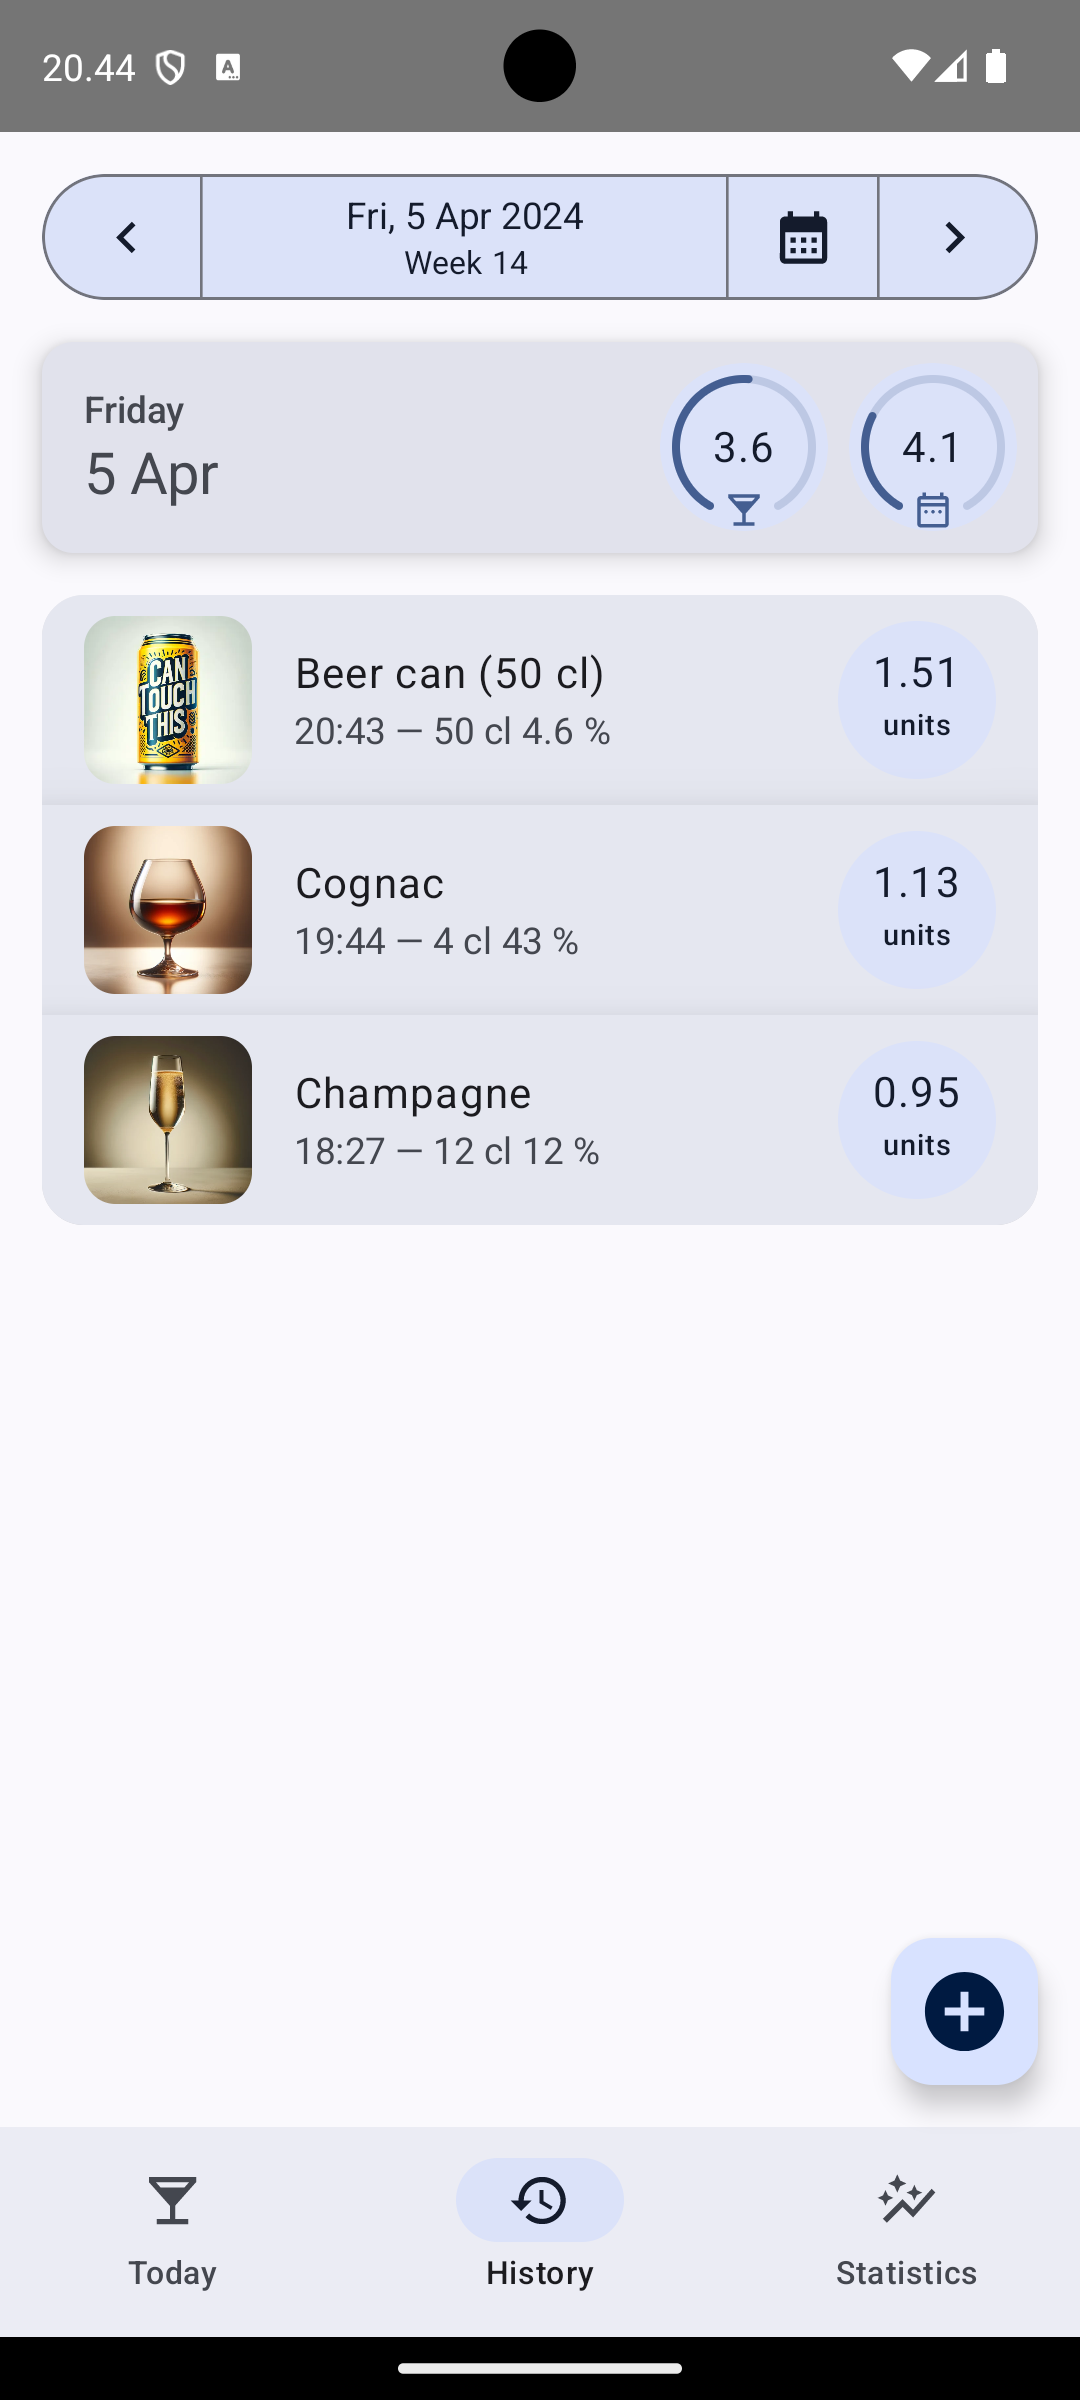 20.44
Fri, 5 Apr 2024
Week 14
Friday
5 Apr
3.6
4.1
CAN
TOUCH
THIS
Beer can (50 cl)
20:43 — 50 cl 4.6 %
1.51
units
Cognac
19:44 — 4 cl 43 %
1.13
units
Champagne
18:27 — 12 cl 12 %
0.95
units
Today
History
Statistics